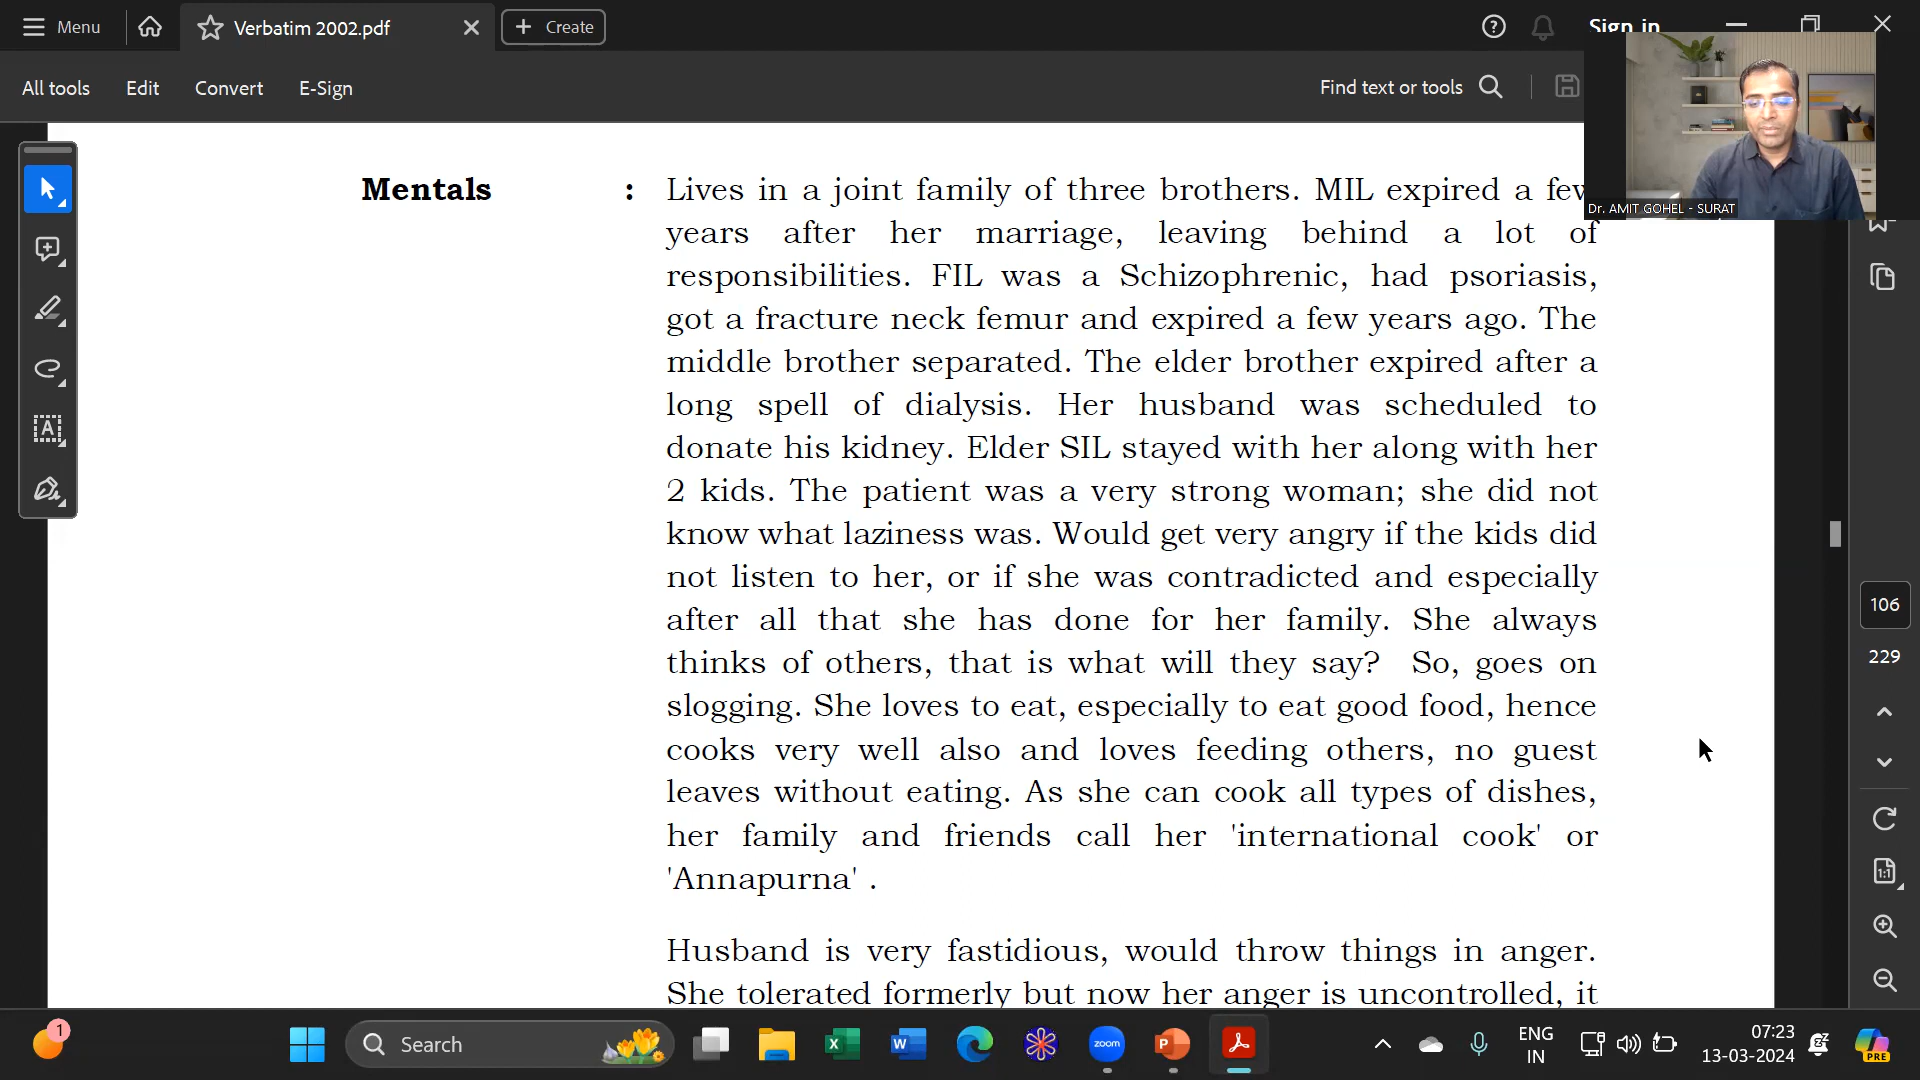 Menu
Verbatim 2002.pdf
Create
Sign in
All tools Edit Convert E-Sign
Find text or tools
Dr. AMIT GOHEL - SURAT
Mentals : Lives in a joint family of three brothers. MIL expired a few
years after her marriage, leaving behind a lot of
responsibilities. FIL was a Schizophrenic, had psoriasis,
got a fracture neck femur and expired a few years ago. The
middle brother separated. The elder brother expired after a
long spell of dialysis. Her husband was scheduled to
donate his kidney. Elder SIL stayed with her along with her
2 kids. The patient was a very strong woman; she did not
know what laziness was. Would get very angry if the kids did
not listen to her, or if she was contradicted and especially
after all that she has done for her family. She always
thinks of others, that is what will they say? So, goes on
slogging. She loves to eat, especially to eat good food, hence
cooks very well also and loves feeding others, no guest
leaves without eating. As she can cook all types of dishes,
her family and friends call her 'international cook' or
'Annapurna' .
Husband is very fastidious, would throw things in anger.
She tolerated formerly but now her anger is uncontrolled, it
106
229
1:1
1
Search
zoom
ENG
IN
07:23
13-03-2024
PRE